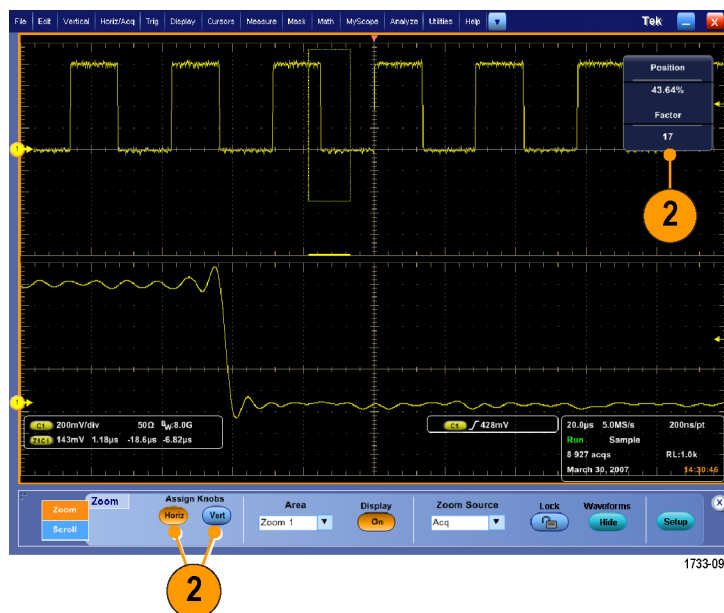 File Edit Vertical Horiz/Acq Trig Display Cursors Measure Mask Math MyScope Analyze Utilities Help Tek X
Position
43.64%
Factor
17
2
1
1
C1 200mV/div 50Ω BW:8.0G
Z1C1 143mV 1.18µs -18.6µs -6.82µs
C1 428mV
20.0µs 5.0MS/s 200ns/pt
Run Sample
8 927 acqs RL:1.0k
March 30, 2007 14:30:46
Zoom
Scroll
Zoom
Assign Knobs
Horiz Vert
Area
Zoom 1
Display
On
Zoom Source
Acq
Lock
Waveforms
Hide
Setup
X
2
1733-09